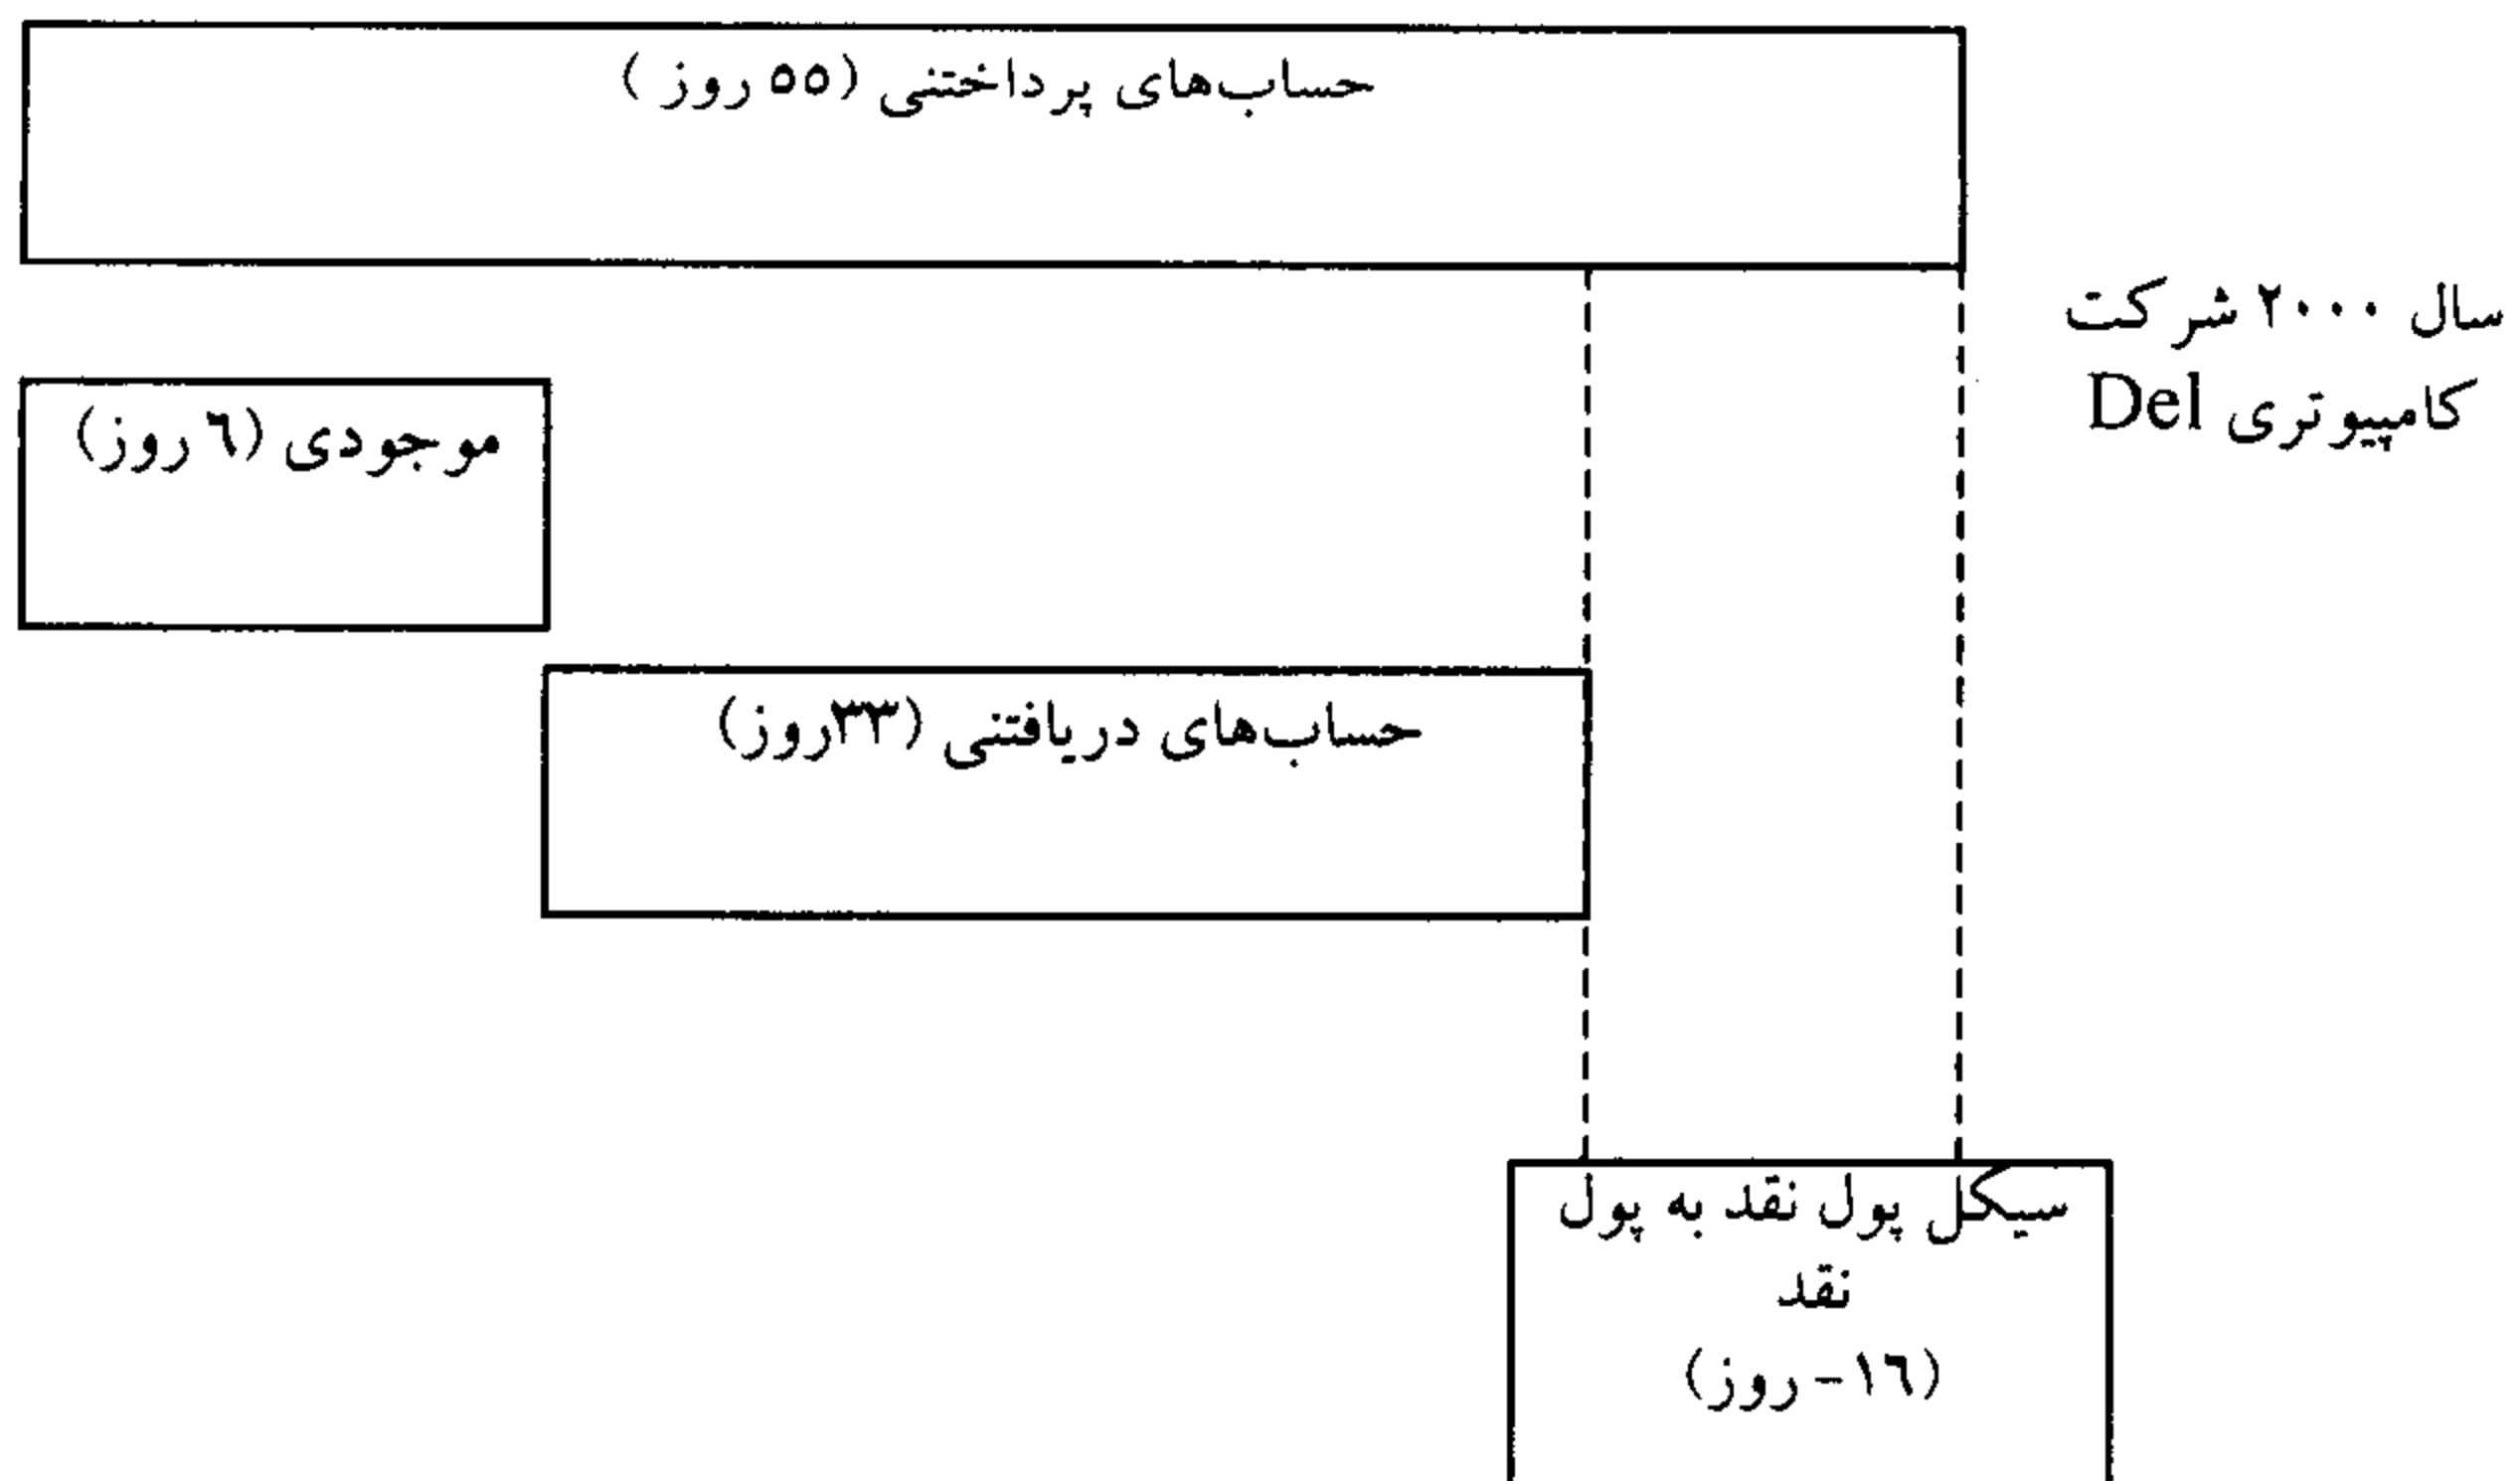 حساب‌های پرداختنی (۵۵ روز )
سال ۲۰۰۰ شرکت
کامپیوتری Del
موجودی (٦ روز)
حساب‌های دریافتنی (۳۳روز)
سیکل پول نقد به پول
نقد
(١٦- روز)